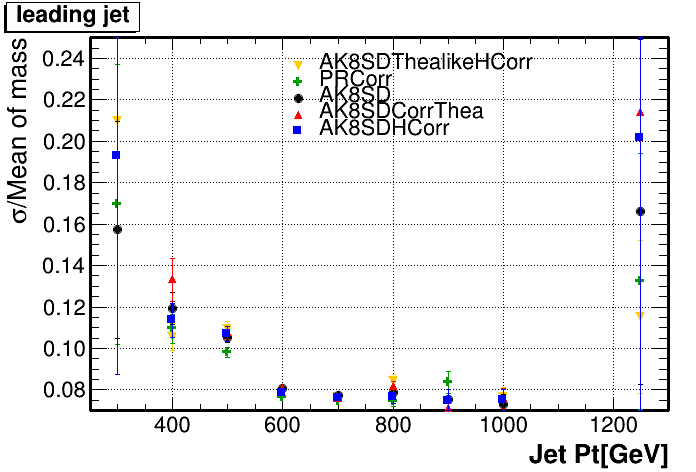 leading jet
σ/Mean of mass
0.24
0.22
0.20
0.18
0.16
0.14
0.12
0.10
0.08
AK8SDThealikeHCorr
PRCorr
AK8SD
AK8SDCorrThea
AK8SDHCorr
400 600 800 1000 1200
Jet Pt[GeV]